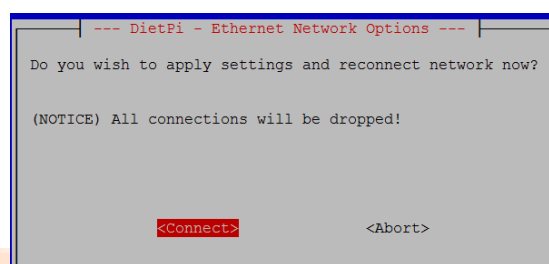 --- DietPi - Ethernet Network Options ---
Do you wish to apply settings and reconnect network now?
(NOTICE) All connections will be dropped!
<Connect> <Abort>